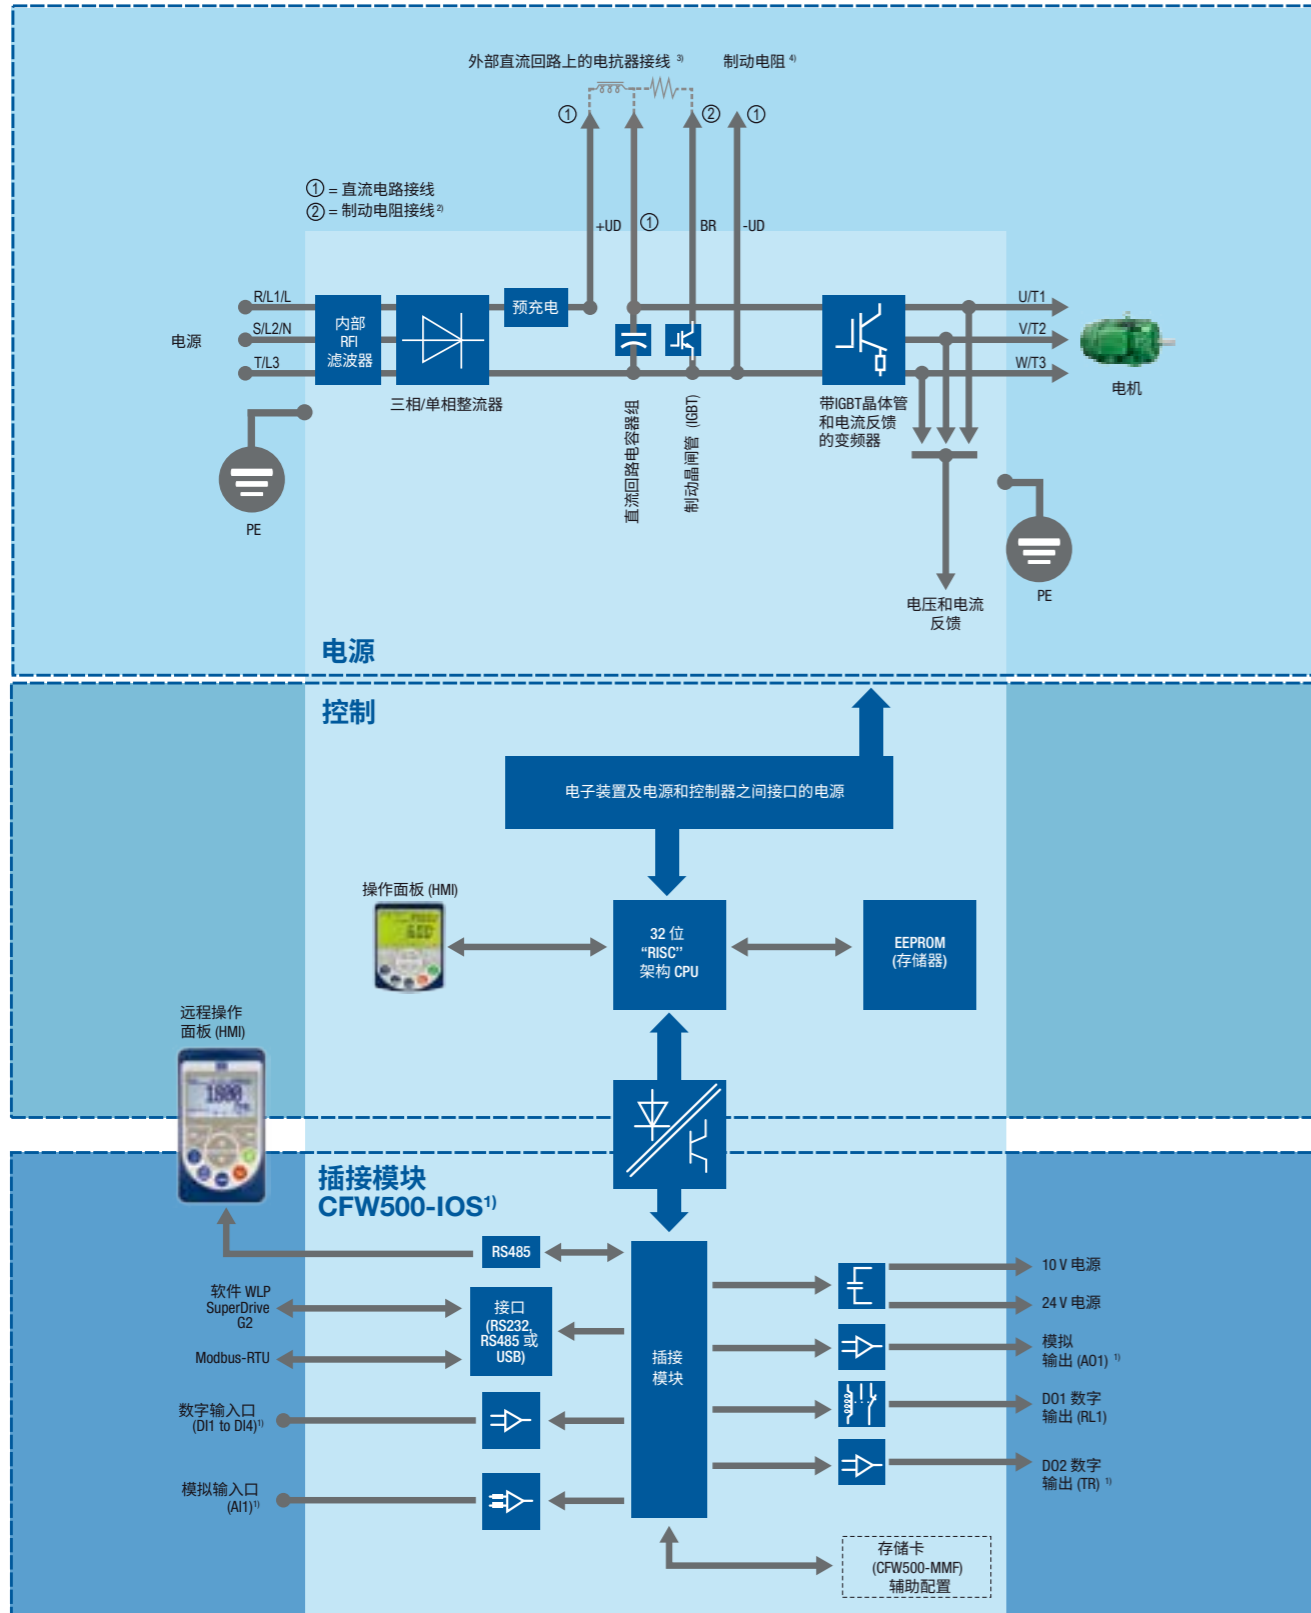 外部直流回路上的电抗器接线 3)
制动电阻 4)
① ② ①
① = 直流电路接线
② = 制动电阻接线 2)
+UD
①
BR
-UD
R/L1/L
S/L2/N
T/L3
电源
内部
RFI
滤波器
预充电
三相/单相整流器
直流回路电容器组
制动晶闸管 (IGBT)
带IGBT晶体管
和电流反馈
的变频器
U/T1
V/T2
W/T3
电机
PE
PE
电压和电流
反馈
电源
控制
电子装置及电源和控制器之间接口的电源
操作面板 (HMI)
32 位
“RISC”
架构 CPU
EEPROM
(存储器)
远程操作
面板 (HMI)
1800
插接模块
CFW500-IOS1)
RS485
软件 WLP
SuperDrive
G2
Modbus-RTU
接口
(RS232,
RS485 或
USB)
数字输入口
(DI1 to DI4)1)
模拟输入口
(AI1)1)
插接
模块
10 V 电源
24 V 电源
模拟
输出 (AO1) 1)
DO1 数字
输出 (RL1)
DO2 数字
输出 (TR) 1)
存储卡
(CFW500-MMF)
辅助配置